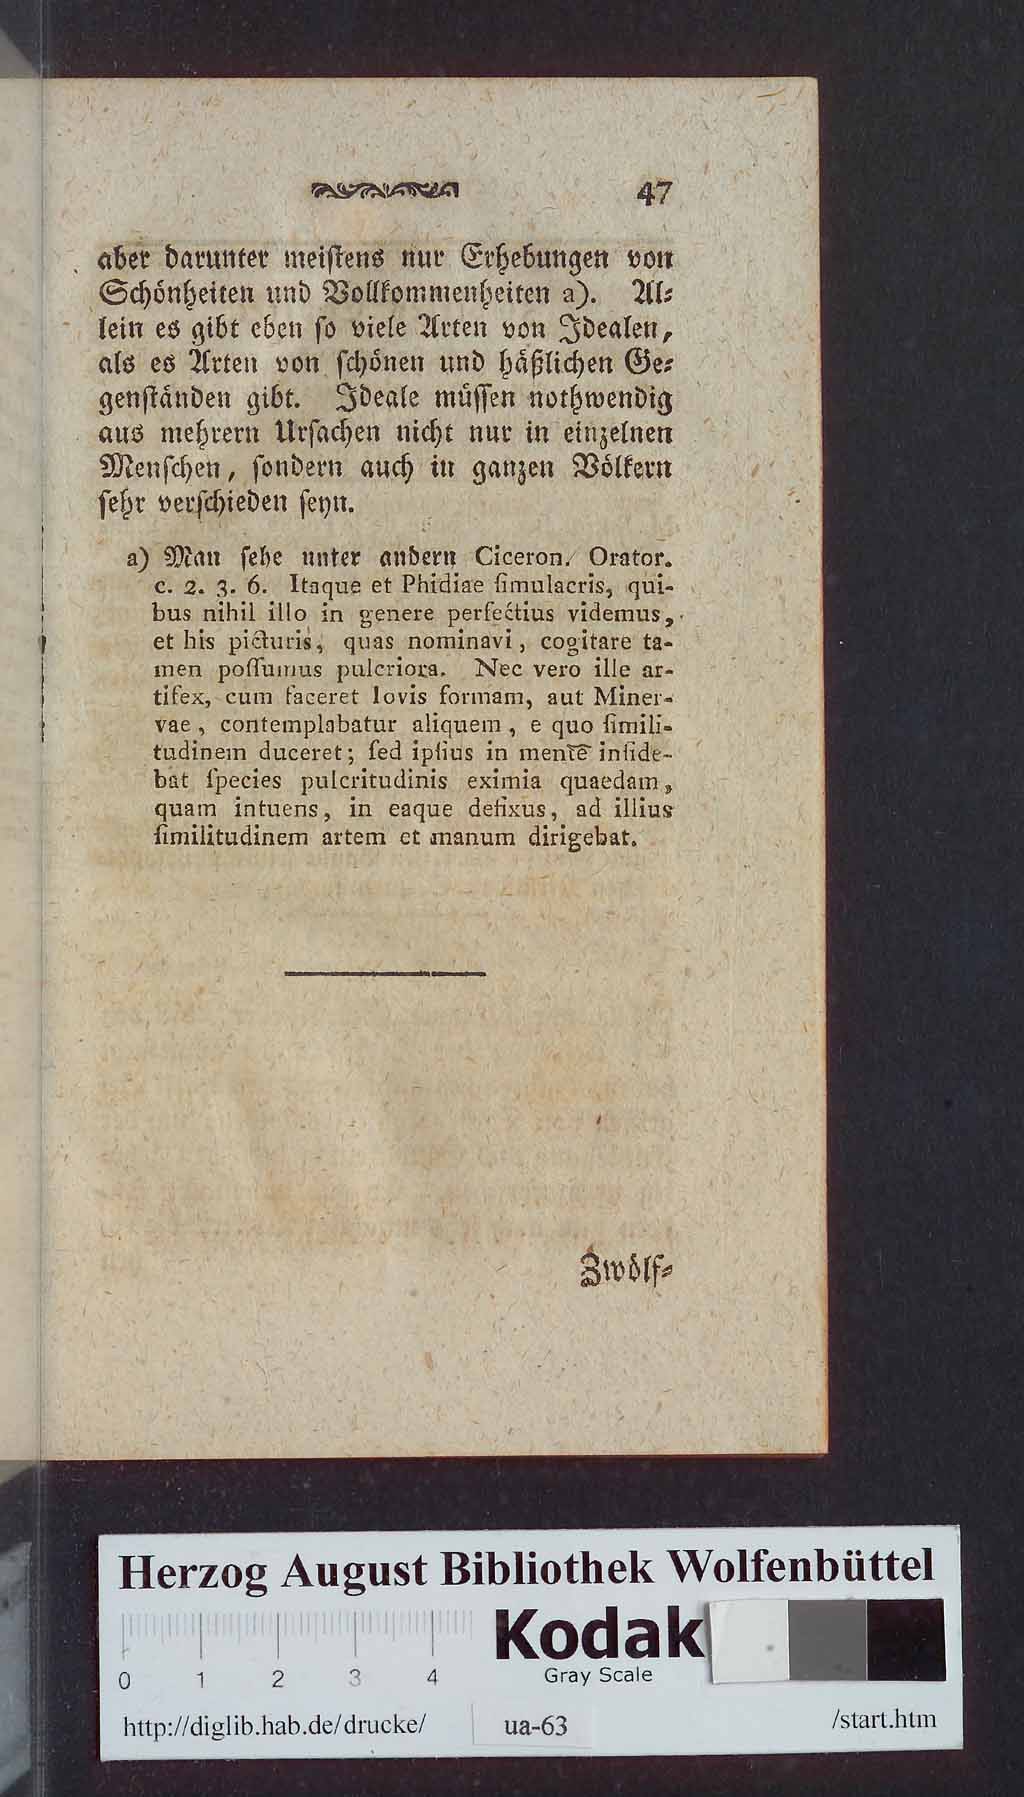 47
aber darunter meiſtens nur Erhebungen von
Schönheiten und Vollkommenheiten a). Al-
lein es gibt eben ſo viele Arten von Idealen,
als es Arten von ſchönen und häßlichen Ge-
genſtänden gibt. Ideale müſſen nothwendig
aus mehrern Urſachen nicht nur in einzelnen
Menſchen, ſondern auch in ganzen Völkern
ſehr verſchieden ſeyn.
a) Man ſehe unter andern Ciceron. Orator.
c. 2. 3. 6. Itaque et Phidiae ſimulacris, qui-
bus nihil illo in genere perfectius videmus,
et his picturis, quas nominavi, cogitare ta-
men poſſumus pulcriora. Nec vero ille ar-
tifex, cum faceret Iovis formam, aut Miner-
vae, contemplabatur aliquem, e quo ſimili-
tudinem duceret; ſed ipſius in mente inſide-
bat ſpecies pulcritudinis eximia quaedam,
quam intuens, in eaque defixus, ad illius
ſimilitudinem artem et manum dirigebat.
Zwölf-
Herzog August Bibliothek Wolfenbüttel
Kodak
Gray Scale
0 1 2 3 4
http://diglib.hab.de/drucke/ ua-63 /start.htm